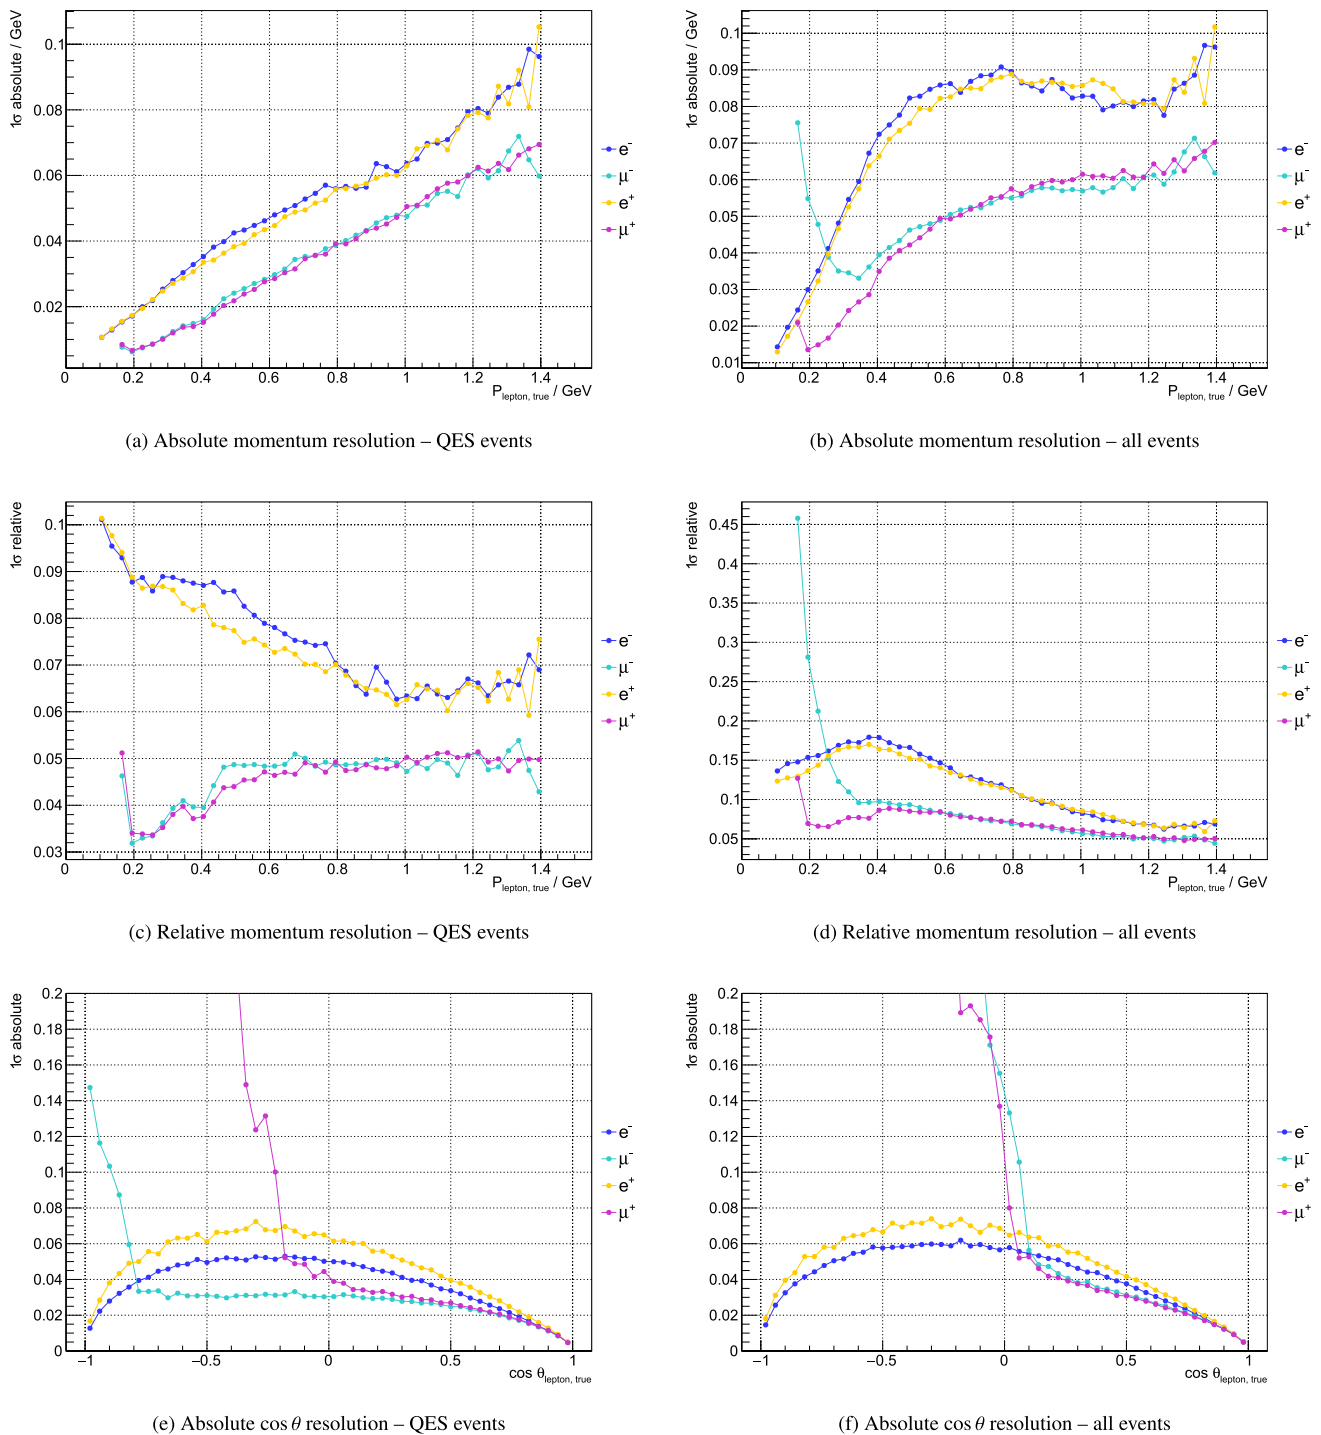 1σ absolute / GeV
0.1
0.08
0.06
0.04
0.02
0 0.2 0.4 0.6 0.8 1 1.2 1.4
P lepton, true / GeV
e-
μ-
e+
μ+
(a) Absolute momentum resolution – QES events
1σ absolute / GeV
0.1
0.09
0.08
0.07
0.06
0.05
0.04
0.03
0.02
0.01
0 0.2 0.4 0.6 0.8 1 1.2 1.4
P lepton, true / GeV
e-
μ-
e+
μ+
(b) Absolute momentum resolution – all events
1σ relative
0.1
0.09
0.08
0.07
0.06
0.05
0.04
0.03
0 0.2 0.4 0.6 0.8 1 1.2 1.4
P lepton, true / GeV
e-
μ-
e+
μ+
(c) Relative momentum resolution – QES events
1σ relative
0.45
0.4
0.35
0.3
0.25
0.2
0.15
0.1
0.05
0 0.2 0.4 0.6 0.8 1 1.2 1.4
P lepton, true / GeV
e-
μ-
e+
μ+
(d) Relative momentum resolution – all events
1σ absolute
0.2
0.18
0.16
0.14
0.12
0.1
0.08
0.06
0.04
0.02
0
−1 −0.5 0 0.5 1
cos θ lepton, true
e-
μ-
e+
μ+
(e) Absolute cos θ resolution – QES events
1σ absolute
0.2
0.18
0.16
0.14
0.12
0.1
0.08
0.06
0.04
0.02
0
−1 −0.5 0 0.5 1
cos θ lepton, true
e-
μ-
e+
μ+
(f) Absolute cos θ resolution – all events